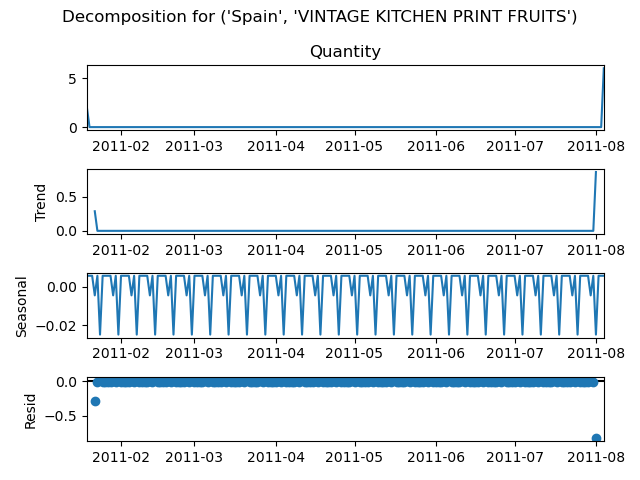 Decomposition for ('Spain', 'VINTAGE KITCHEN PRINT FRUITS')
Quantity
5
0
2011-02 2011-03 2011-04 2011-05 2011-06 2011-07 2011-08
Trend
0.5
0.0
2011-02 2011-03 2011-04 2011-05 2011-06 2011-07 2011-08
Seasonal
0.00
−0.02
2011-02 2011-03 2011-04 2011-05 2011-06 2011-07 2011-08
Resid
0.0
−0.5
2011-02 2011-03 2011-04 2011-05 2011-06 2011-07 2011-08